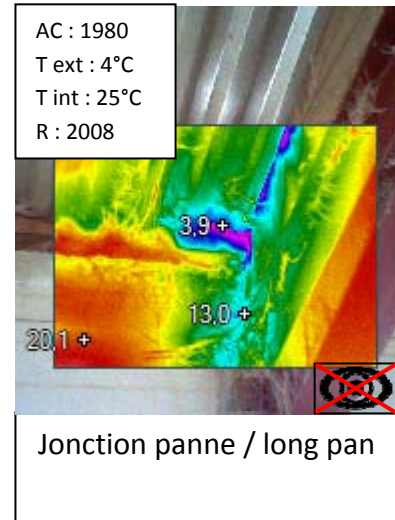 AC : 1980
T ext : 4°C
T int : 25°C
R : 2008
3,9 +
13,0 +
20,1 +
Jonction panne / long pan